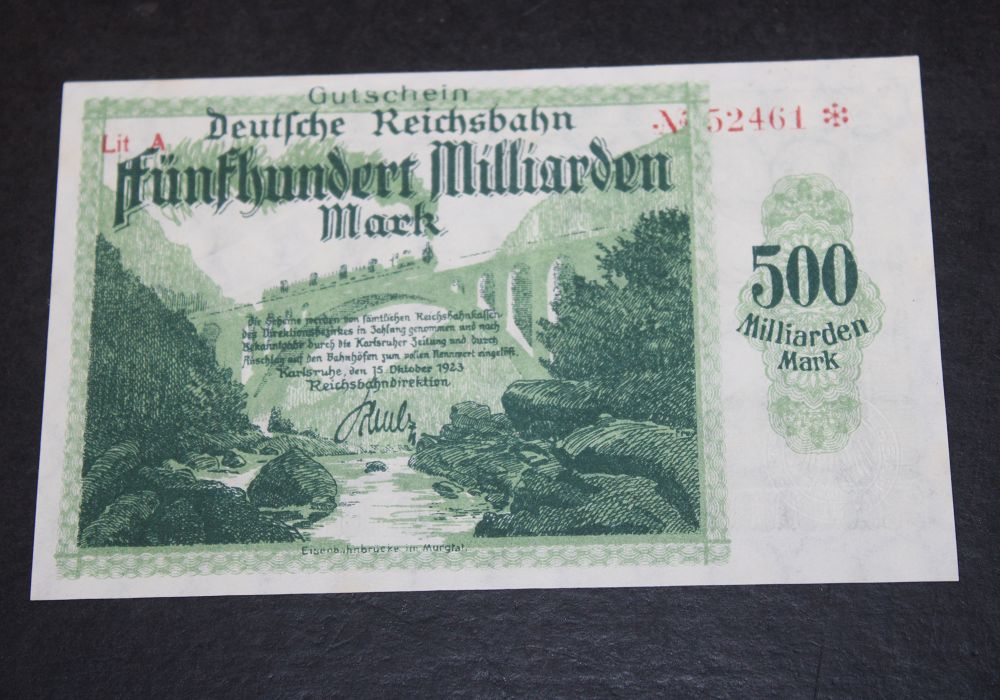 Gutschein
Deutsche Reichsbahn
Lit A
№ 52461 *
Fünfhundert Milliarden
Mark
Die Scheine werden von sämtlichen Reichsbahnkassen
des Direktionsbezirkes in Zahlung genommen und nach
Bekanntgabe durch die Karlsruher Zeitung und durch
Anschlag auf den Bahnhöfen zum vollen Nennwert eingelöst.
Karlsruhe, den 15 Oktober 1923
Reichsbahndirektion
500
Milliarden
Mark
Eisenbahnbrücke im Murgtal.